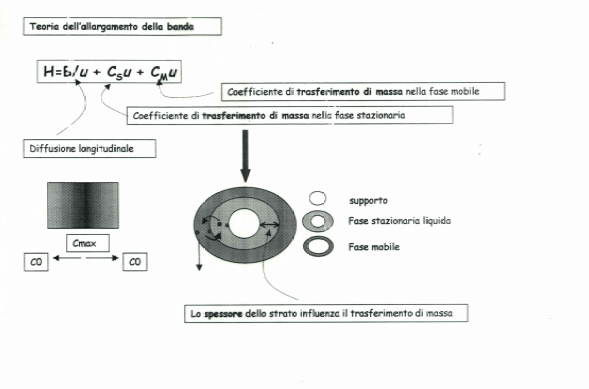 Teoria dell'allargamento della banda
H=B/u + CSu + CMu
Coefficiente di trasferimento di massa nella fase mobile
Coefficiente di trasferimento di massa nella fase stazionaria
Diffusione longitudinale
supporto
Fase stazionaria liquida
Fase mobile
Cmax
C0
C0
Lo spessore dello strato influenza il trasferimento di massa